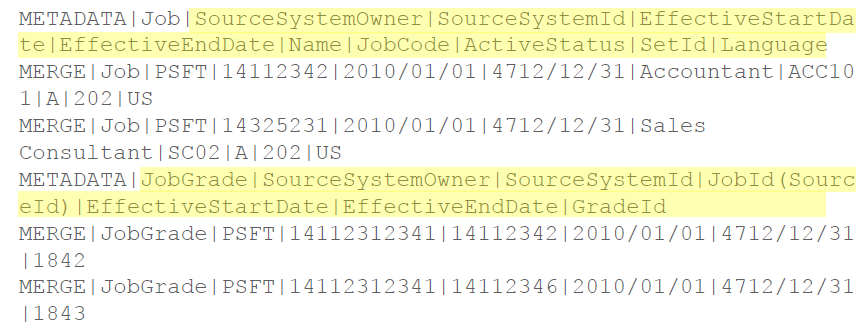 METADATA|Job|SourceSystemOwner|SourceSystemId|EffectiveStartDa
te|EffectiveEndDate|Name|JobCode|ActiveStatus|SetId|Language
MERGE|Job|PSFT|14112342|2010/01/01|4712/12/31|Accountant|ACC10
1|A|202|US
MERGE|Job|PSFT|14325231|2010/01/01|4712/12/31|Sales
Consultant|SC02|A|202|US
METADATA|JobGrade|SourceSystemOwner|SourceSystemId|JobId(Sourc
eId)|EffectiveStartDate|EffectiveEndDate|GradeId
MERGE|JobGrade|PSFT|14112312341|14112342|2010/01/01|4712/12/31
|1842
MERGE|JobGrade|PSFT|14112312341|14112346|2010/01/01|4712/12/31
|1843